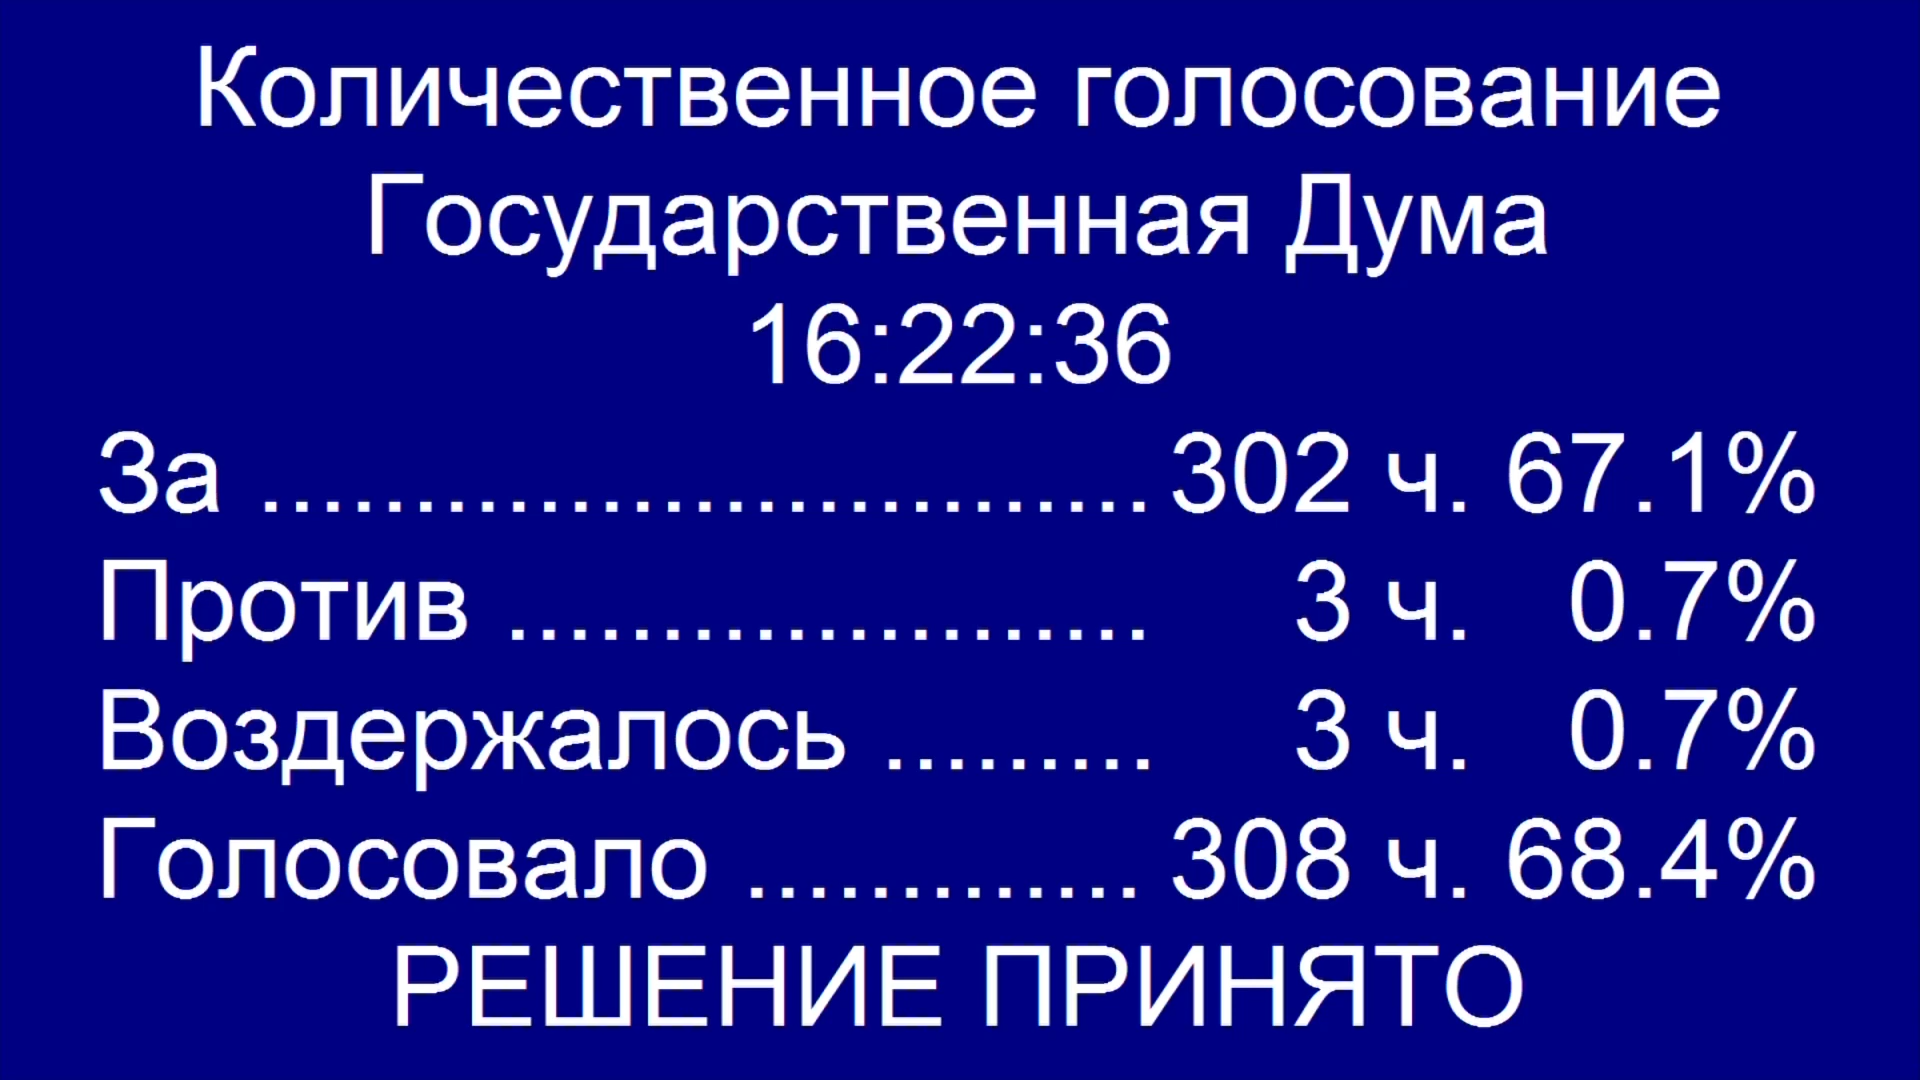 Количественное голосование
Государственная Дума
16:22:36
За ............................. 302 ч. 67.1%
Против ..................... 3 ч. 0.7%
Воздержалось ......... 3 ч. 0.7%
Голосовало ............. 308 ч. 68.4%
РЕШЕНИЕ ПРИНЯТО